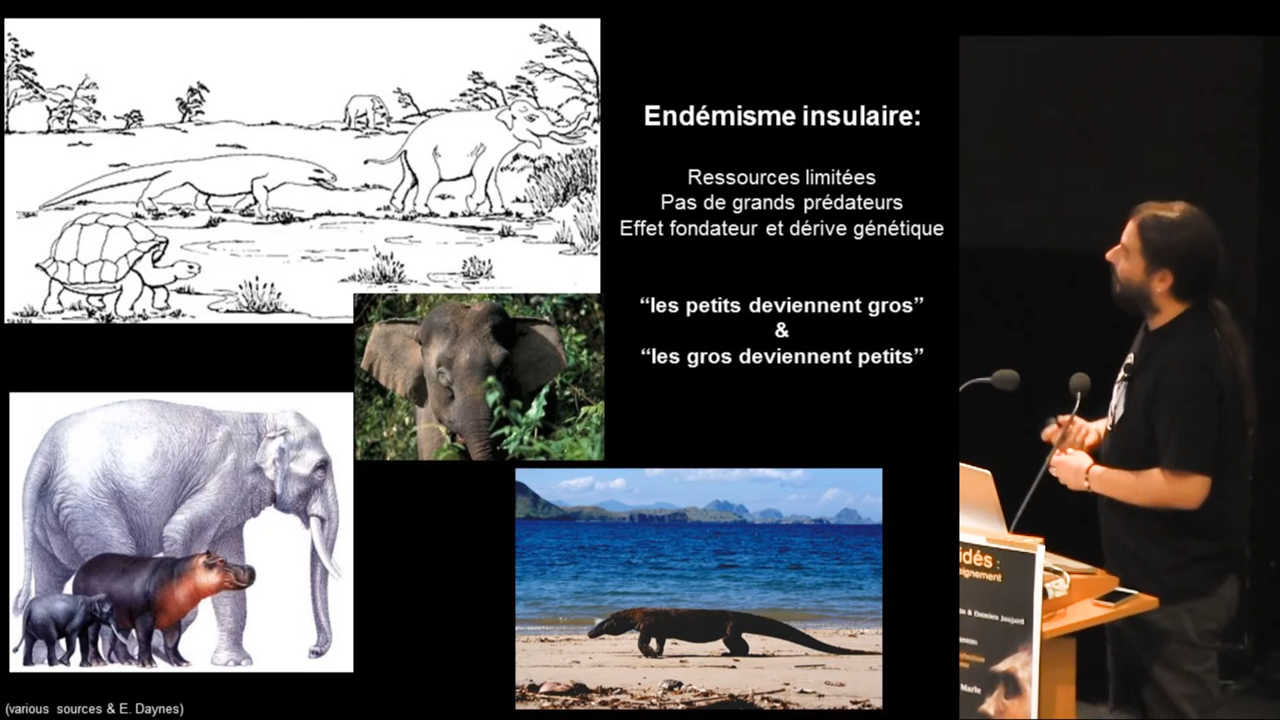 Endémisme insulaire:
Ressources limitées
Pas de grands prédateurs
Effet fondateur et dérive génétique
“les petits deviennent gros”
&
“les gros deviennent petits”
(various sources & E. Daynes)
idés :
eignement
& Damien Jaugard
Marie